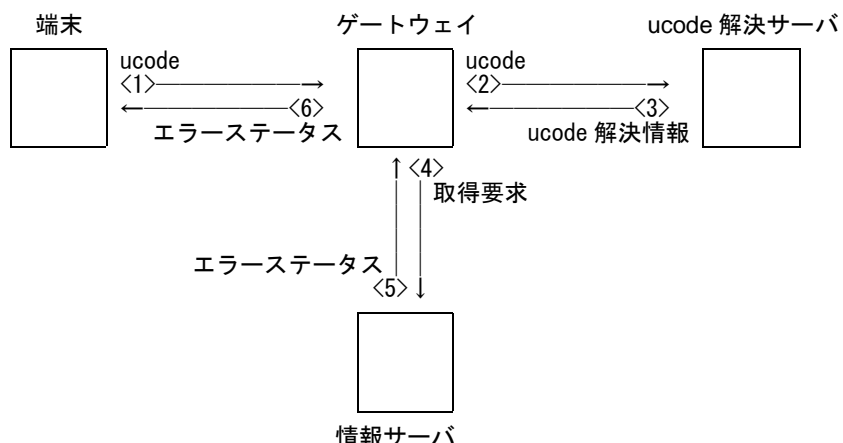 端末 ゲートウェイ ucode 解決サーバ
ucode ucode
<1>→ <2>→
←<6> ←<3>
エラーステータス ucode 解決情報
↑<4>
取得要求
エラーステータス
<5>↓
情報サーバ